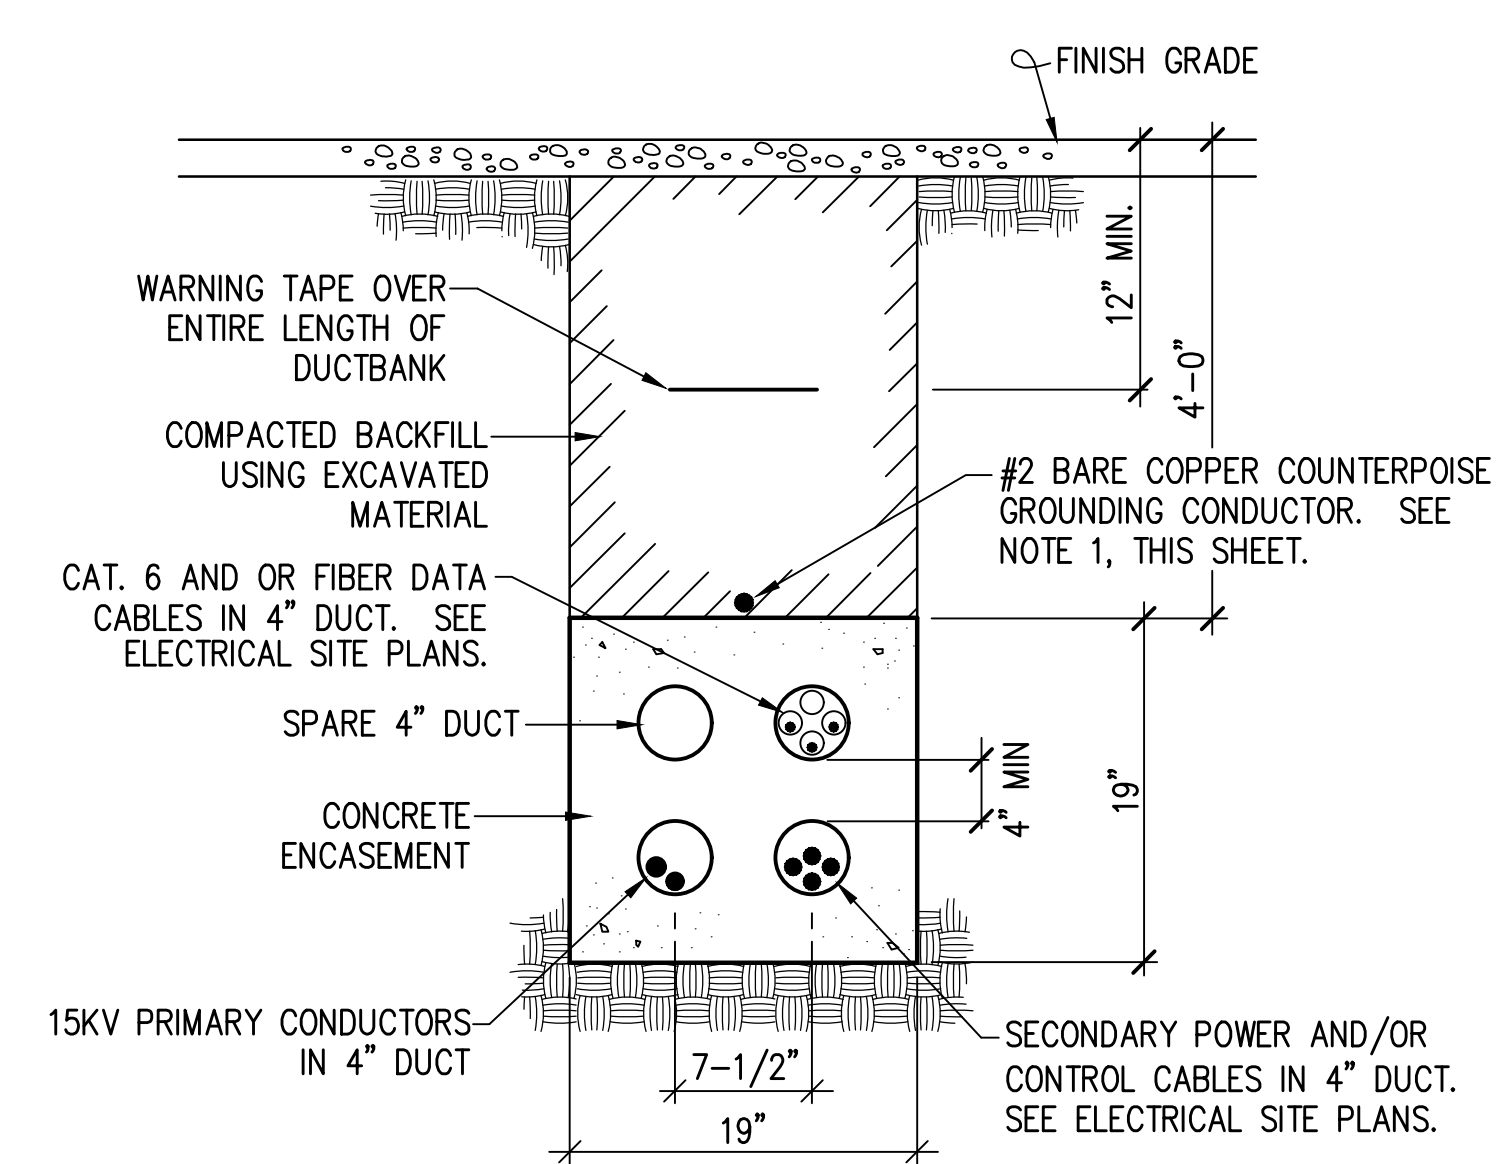 FINISH GRADE
12" MIN.
4'-0"
WARNING TAPE OVER
ENTIRE LENGTH OF
DUCTBANK
COMPACTED BACKFILL
USING EXCAVATED
MATERIAL
#2 BARE COPPER COUNTERPOISE
GROUNDING CONDUCTOR. SEE
NOTE 1, THIS SHEET.
CAT. 6 AND OR FIBER DATA
CABLES IN 4" DUCT. SEE
ELECTRICAL SITE PLANS.
SPARE 4" DUCT
4" MIN
19"
CONCRETE
ENCASEMENT
15KV PRIMARY CONDUCTORS
IN 4" DUCT
SECONDARY POWER AND/OR
CONTROL CABLES IN 4" DUCT.
SEE ELECTRICAL SITE PLANS.
7-1/2"
19"